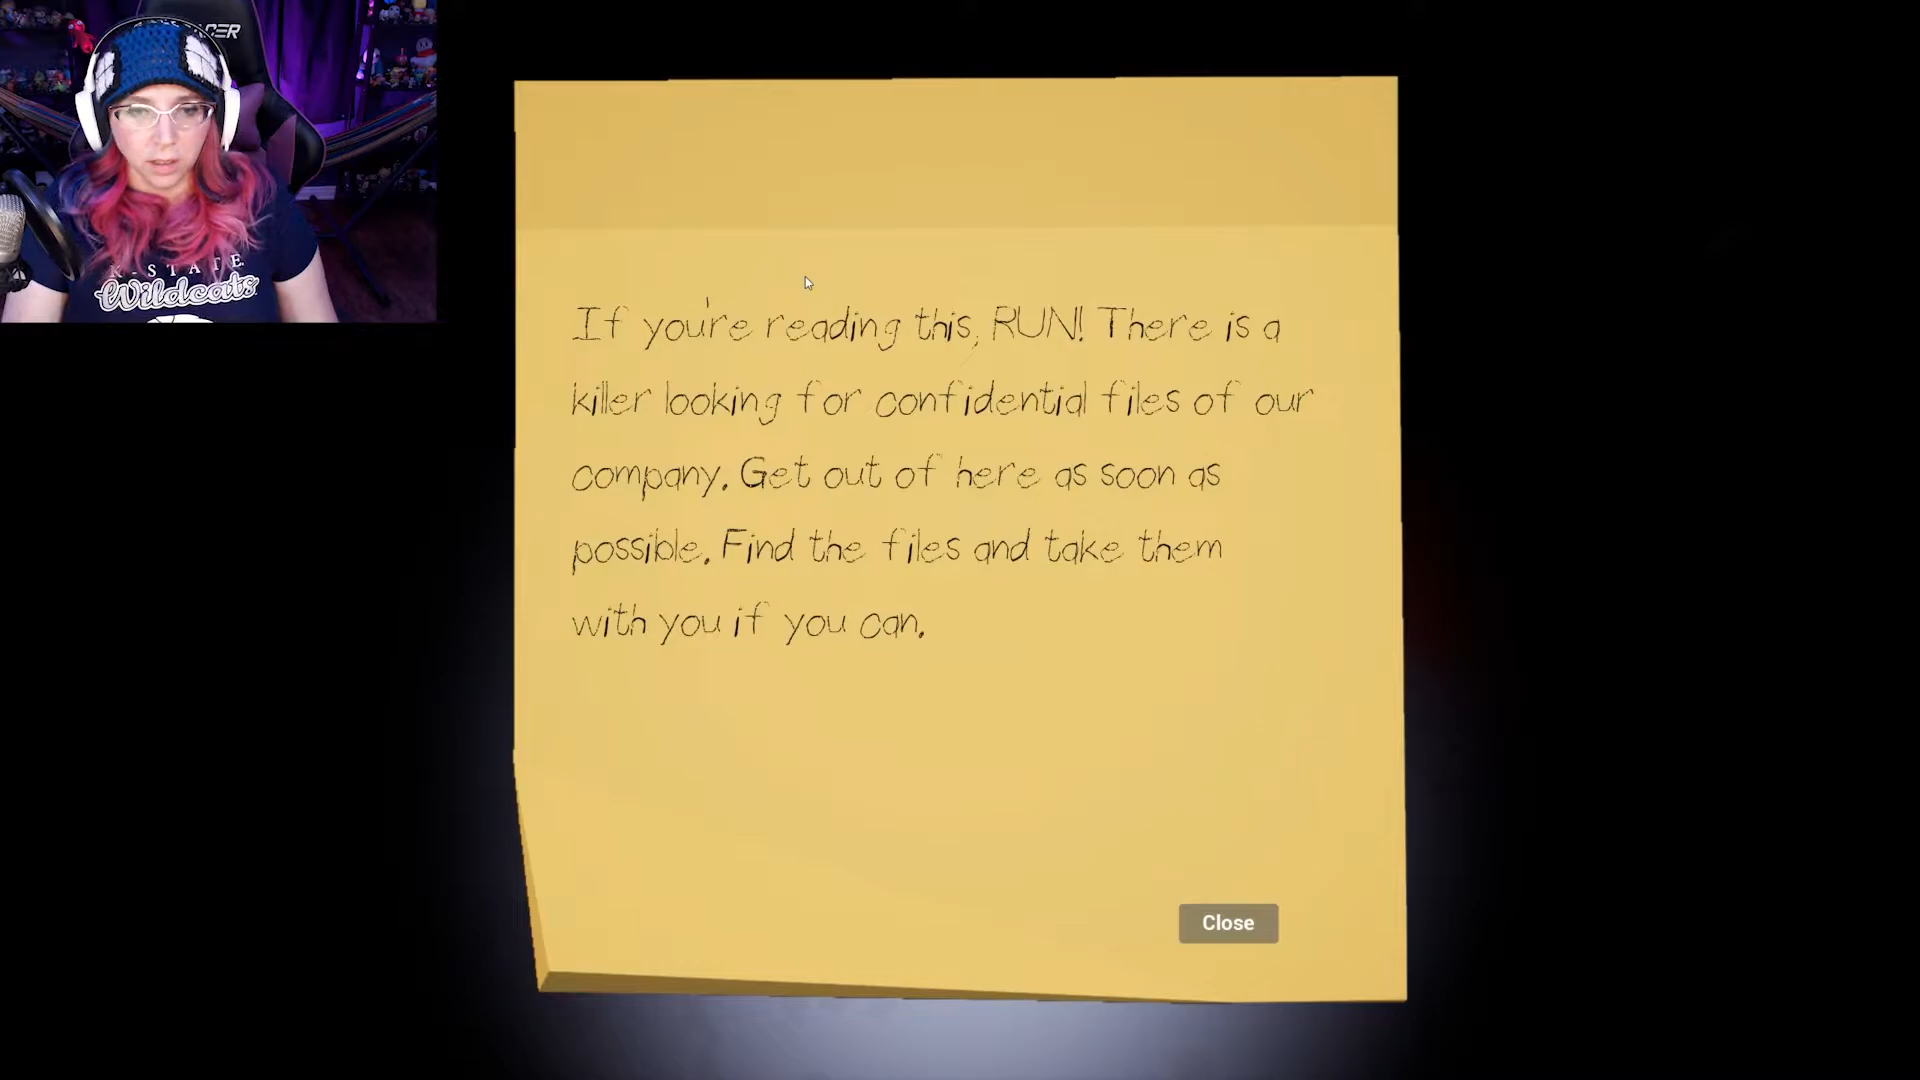 ACER
K-STATE
Wildcats
If you're reading this, RUN! There is a
killer looking for confidential files of our
company. Get out of here as soon as
possible. Find the files and take them
with you if you can.
Close